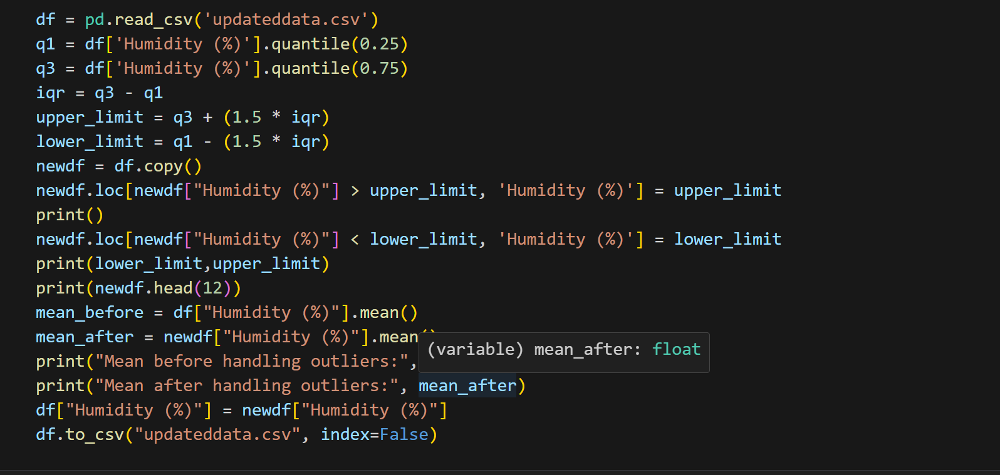 df = pd.read_csv('updateddata.csv')
q1 = df['Humidity (%)'].quantile(0.25)
q3 = df['Humidity (%)'].quantile(0.75)
iqr = q3 - q1
upper_limit = q3 + (1.5 * iqr)
lower_limit = q1 - (1.5 * iqr)
newdf = df.copy()
newdf.loc[newdf["Humidity (%)"] > upper_limit, 'Humidity (%)'] = upper_limit
print()
newdf.loc[newdf["Humidity (%)"] < lower_limit, 'Humidity (%)'] = lower_limit
print(lower_limit,upper_limit)
print(newdf.head(12))
mean_before = df["Humidity (%)"].mean()
mean_after = newdf["Humidity (%)"].mean()
(variable) mean_after: float
print("Mean before handling outliers:",
print("Mean after handling outliers:", mean_after)
df["Humidity (%)"] = newdf["Humidity (%)"]
df.to_csv("updateddata.csv", index=False)